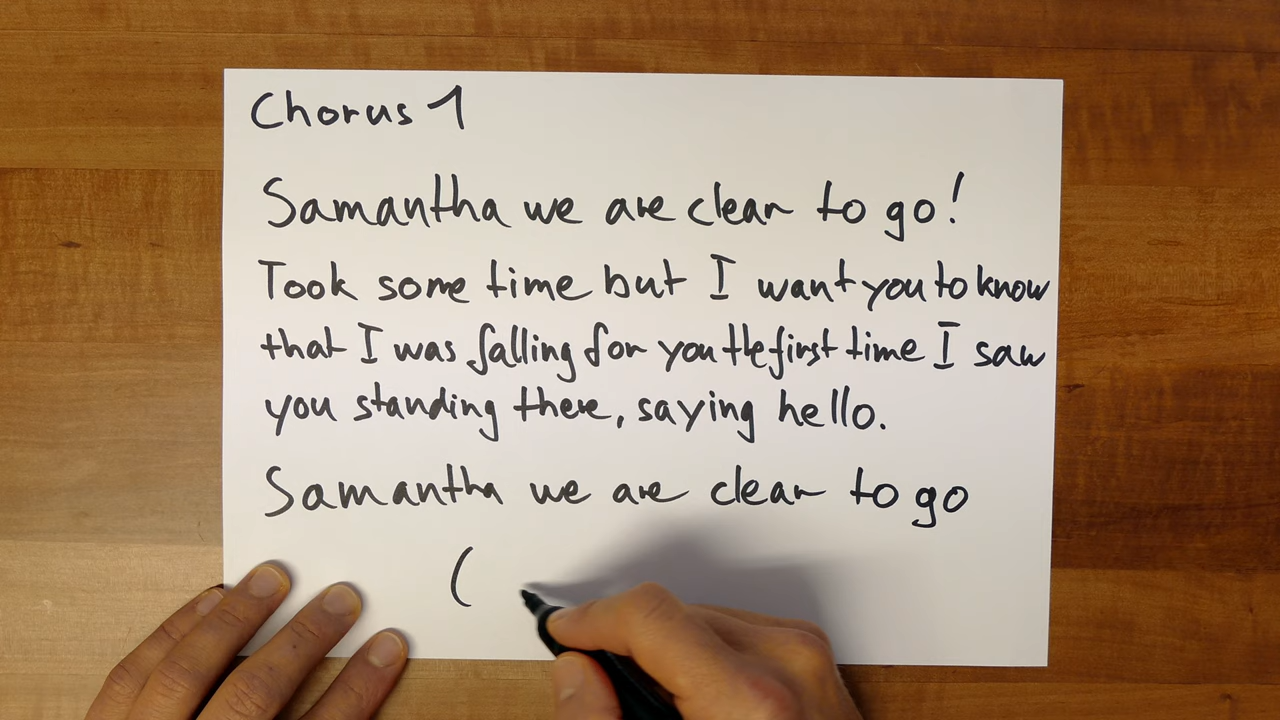 Chorus 1
Samantha we are clear to go!
Took some time but I want you to know
that I was falling for you the first time I saw
you standing there, saying hello.
Samantha we are clear to go
(